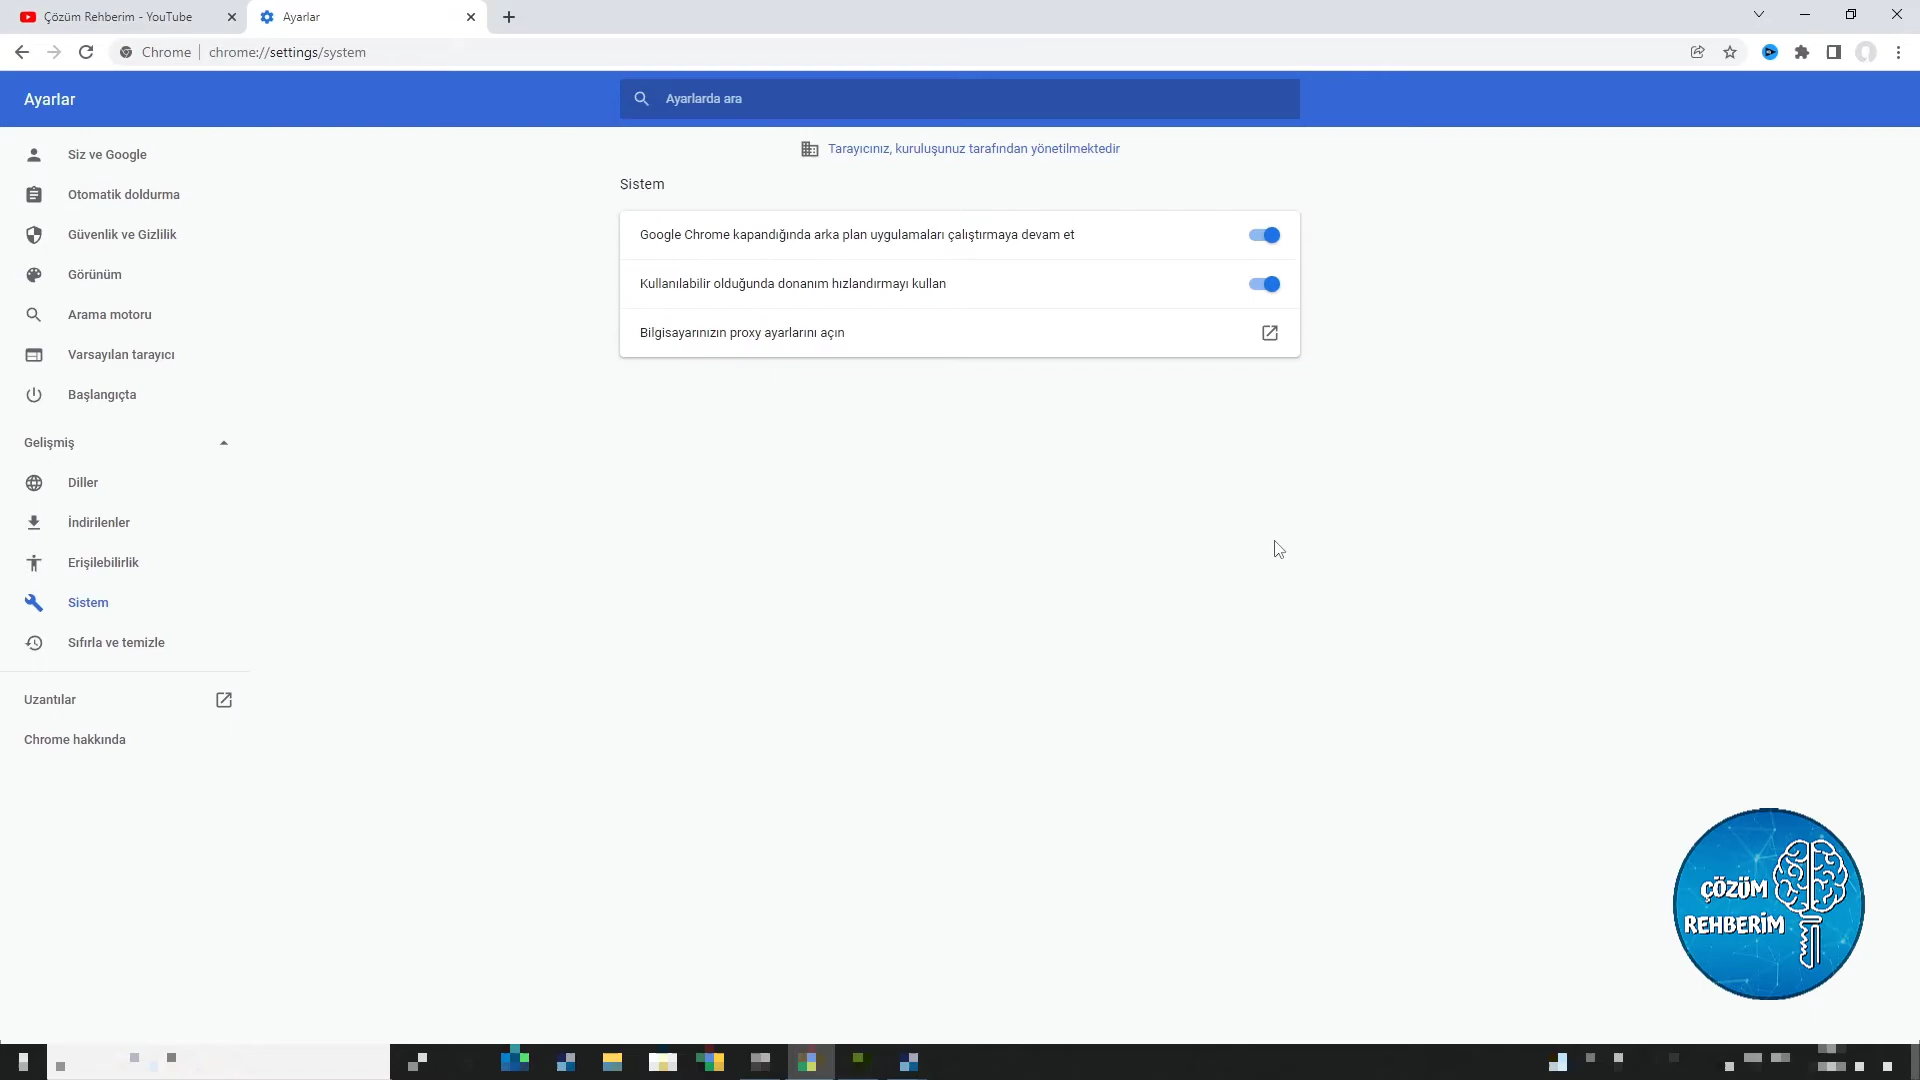 Çözüm Rehberim - YouTube
Ayarlar
Chrome
chrome://settings/system
Ayarlar
Ayarlarda ara
Siz ve Google
Otomatik doldurma
Güvenlik ve Gizlilik
Görünüm
Arama motoru
Varsayılan tarayıcı
Başlangıçta
Gelişmiş
Diller
İndirilenler
Erişilebilirlik
Sistem
Sıfırla ve temizle
Uzantılar
Chrome hakkında
Tarayıcınız, kuruluşunuz tarafından yönetilmektedir
Sistem
Google Chrome kapandığında arka plan uygulamaları çalıştırmaya devam et
Kullanılabilir olduğunda donanım hızlandırmayı kullan
Bilgisayarınızın proxy ayarlarını açın
ÇÖZÜM
REHBERİM